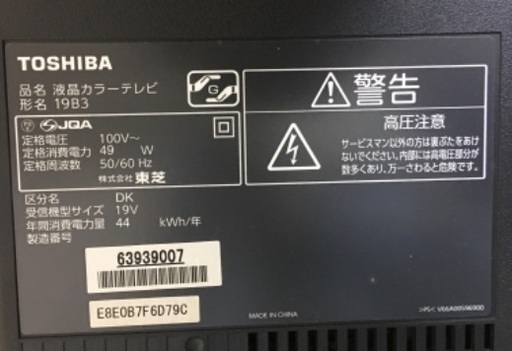 TOSHIBA
品名 液晶カラーテレビ
形名 19B3
G
JQA
定格電圧 100V～
定格消費電力 49 W
定格周波数 50/60 Hz
株式会社 東芝
区分名 DK
受信機型サイズ 19V
年間消費電力量 44 kWh/年
製造番号
63939007
E8E0B7F6D79C
警告
高圧注意
サービスマン以外の方は裏ぶたをあけ
ないでください。内部には高電圧部分が
数多くあり、万一さわると危険です。
MADE IN CHINA
>PS<